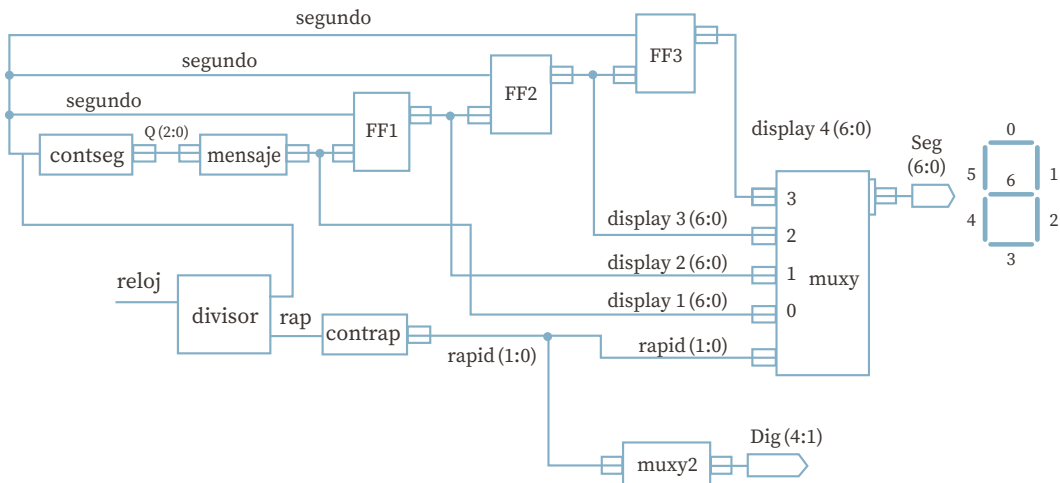 segundo
FF3
segundo
FF2
segundo
FF1
display 4 (6:0)
Q (2:0)
contseg
mensaje
Seg
(6:0)
0
5
6
1
4
2
3
3
display 3 (6:0)
2
display 2 (6:0)
1
muxy
display 1 (6:0)
0
reloj
divisor
rap
contrap
rapid (1:0)
rapid (1:0)
Dig (4:1)
muxy2